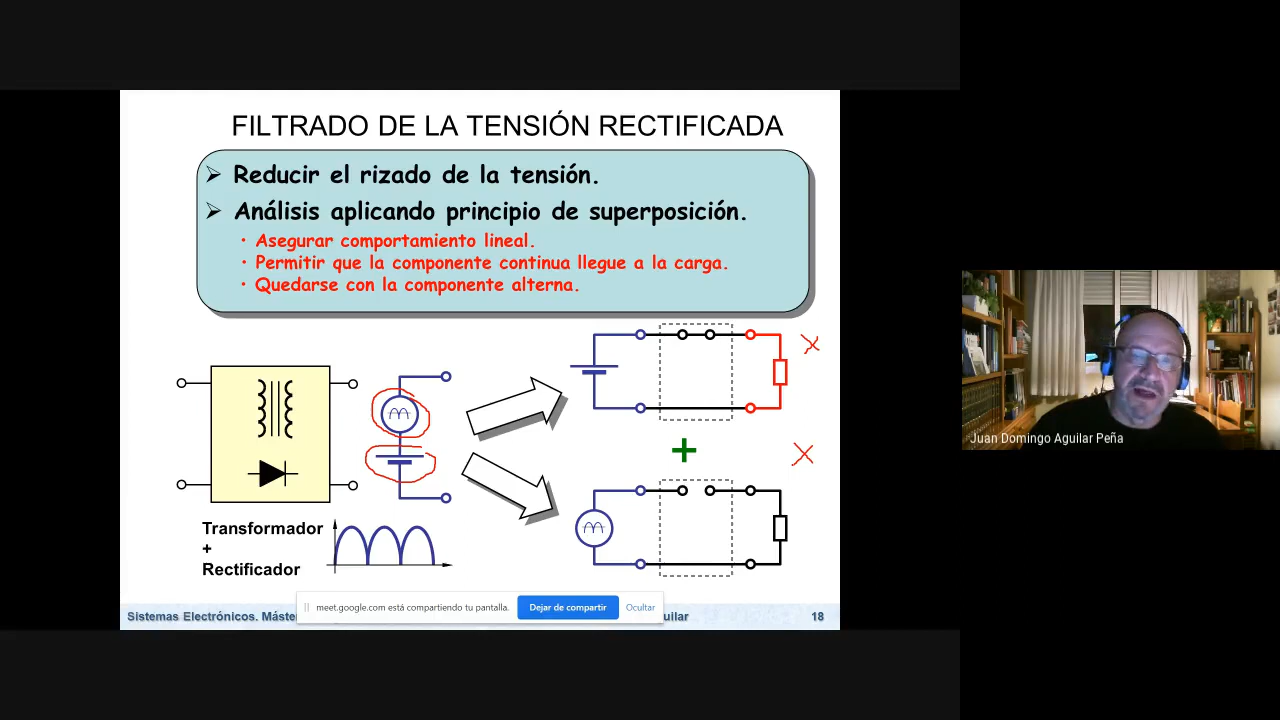 FILTRADO DE LA TENSIÓN RECTIFICADA
Reducir el rizado de la tensión.
Análisis aplicando principio de superposición.
Asegurar comportamiento lineal.
Permitir que la componente continua llegue a la carga.
Quedarse con la componente alterna.
Transformador
+
Rectificador
+
meet.google.com está compartiendo tu pantalla.
Dejar de compartir
Ocultar
Sistemas Electrónicos.
18
Juan Domingo Aguilar Peña